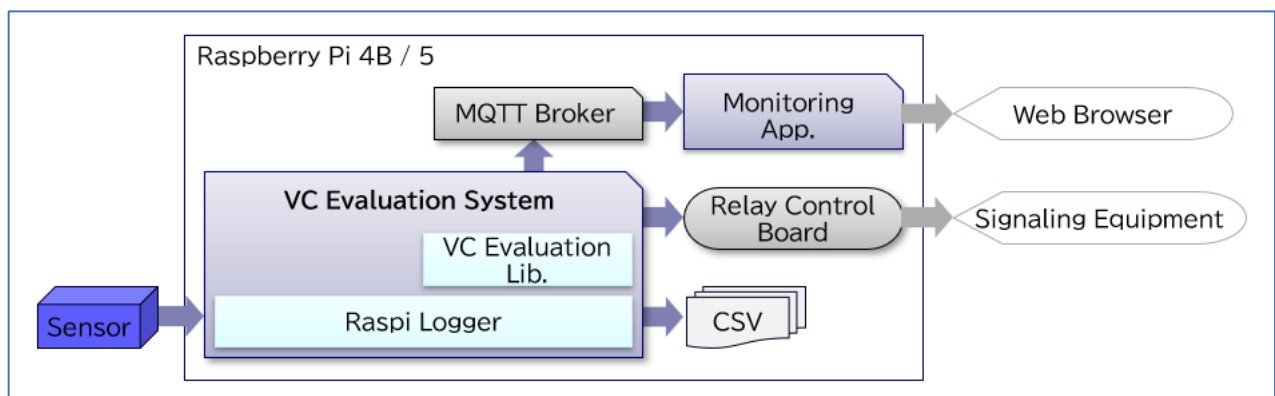 Raspberry Pi 4B / 5
MQTT Broker
Monitoring
App.
Web Browser
VC Evaluation System
Relay Control
Board
Signaling Equipment
VC Evaluation
Lib.
Sensor
Raspi Logger
CSV